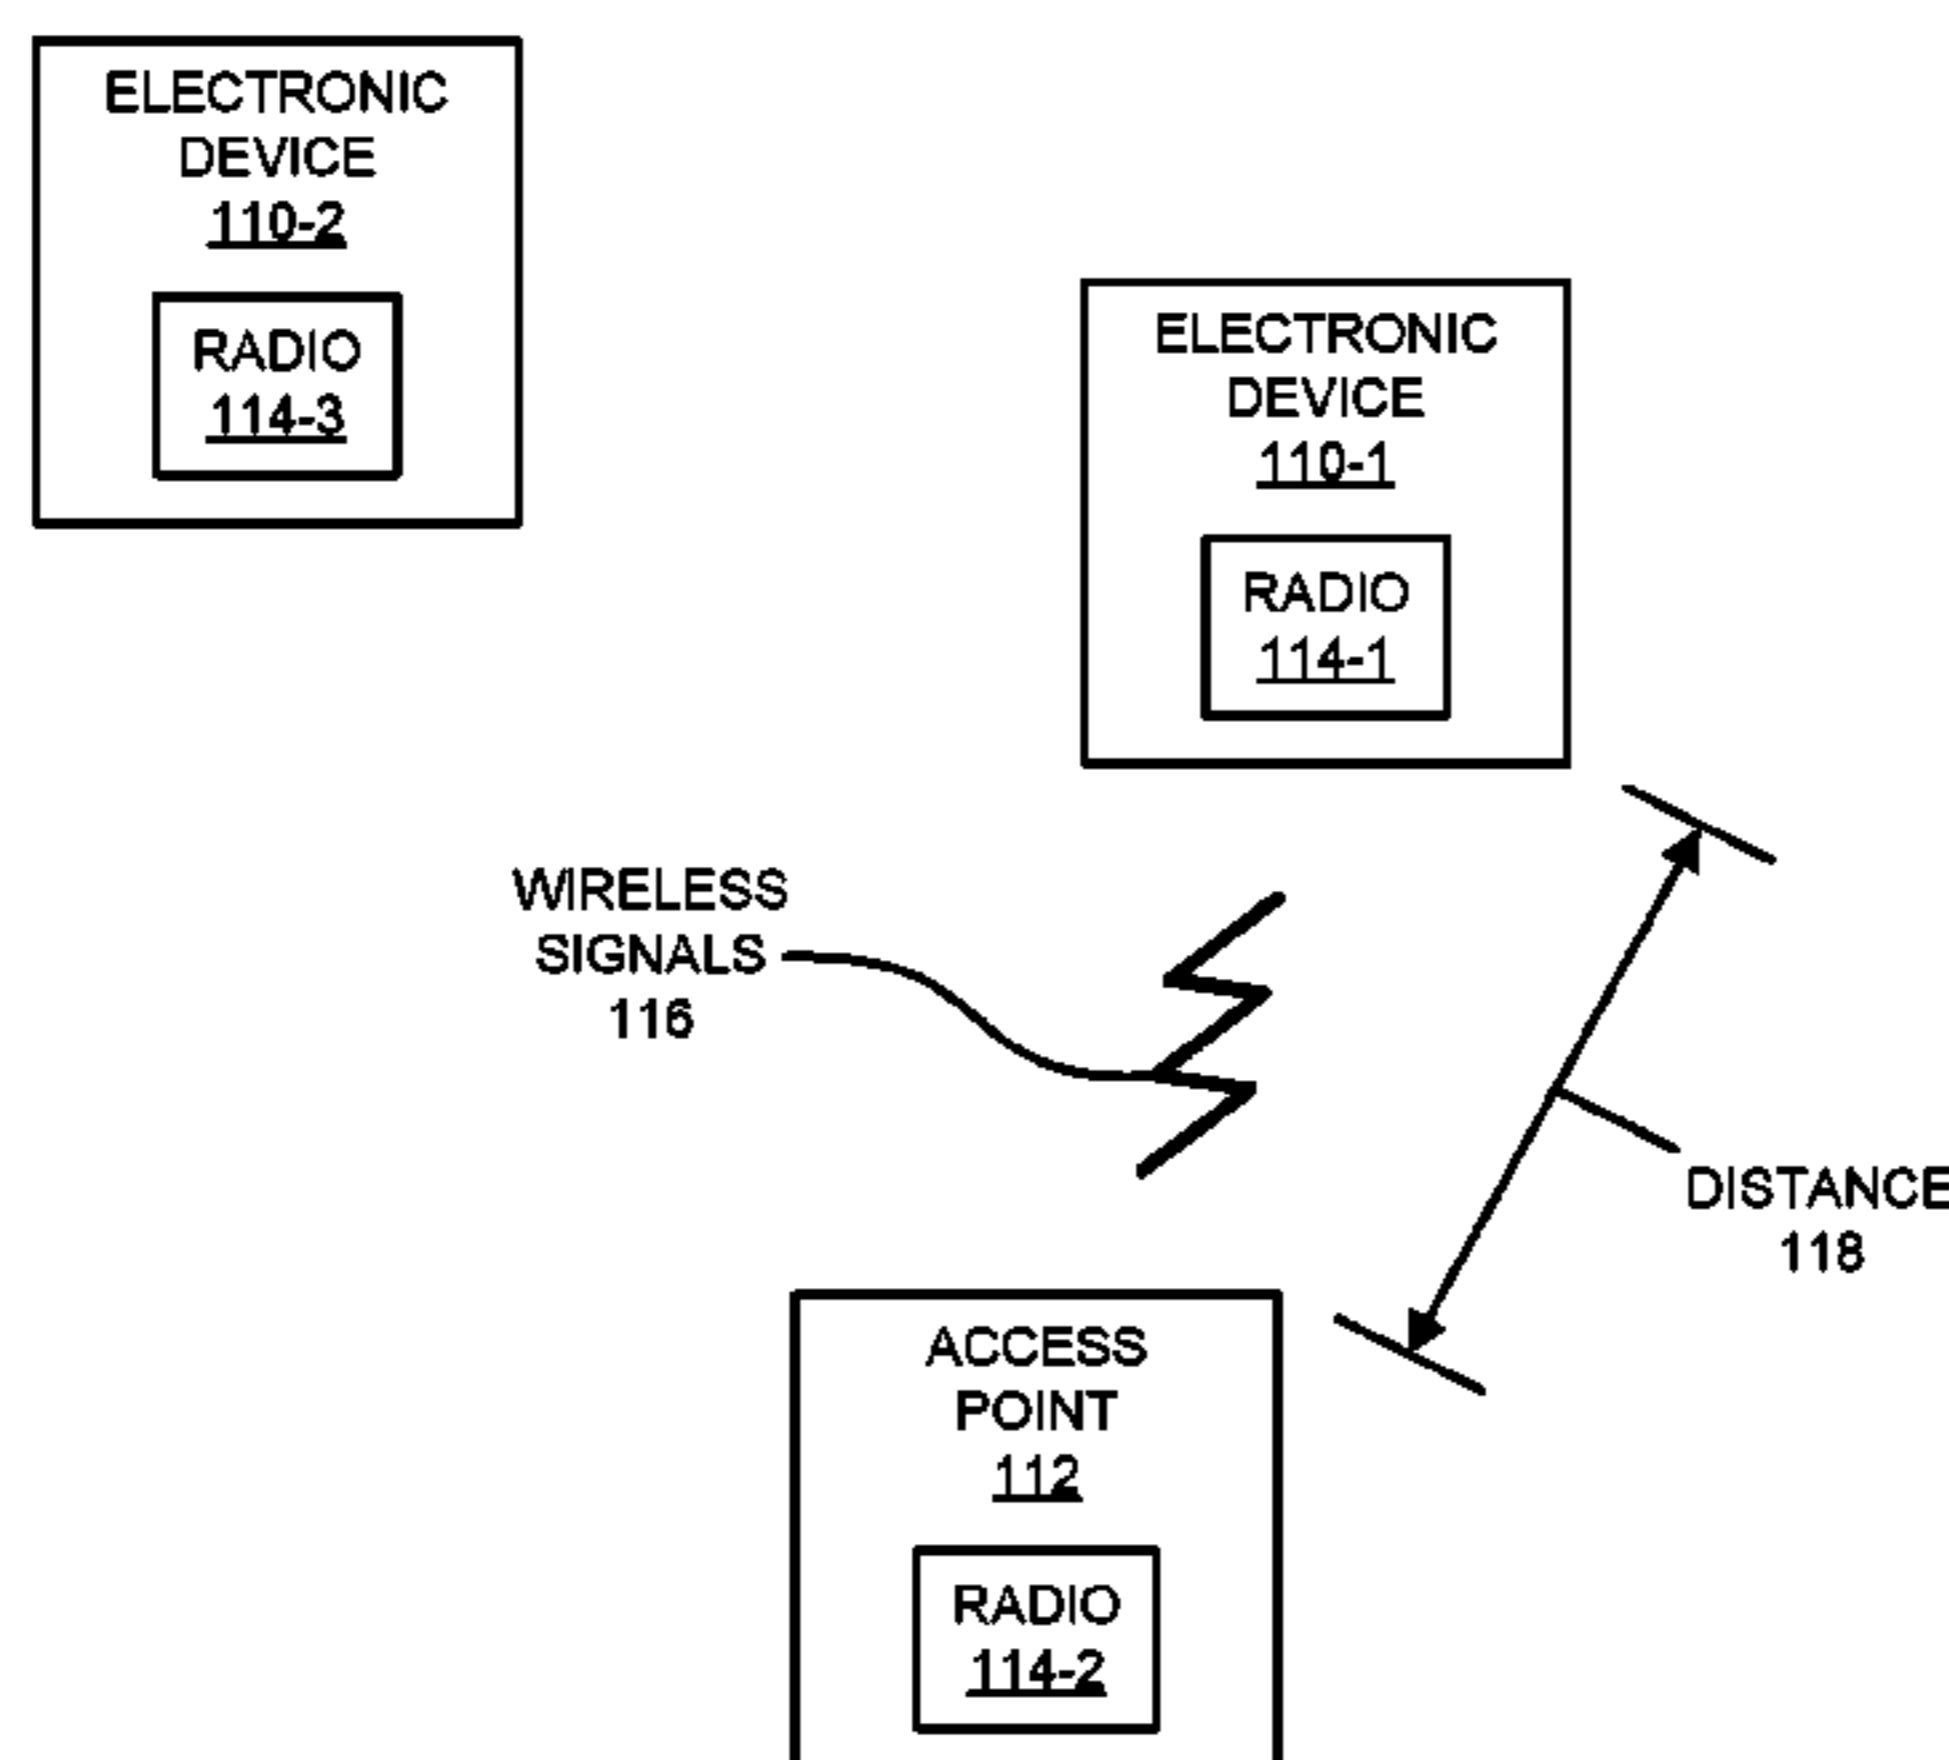 ELECTRONIC
DEVICE
110-2
RADIO
114-3
ELECTRONIC
DEVICE
110-1
RADIO
114-1
WIRELESS
SIGNALS
116
DISTANCE
118
ACCESS
POINT
112
RADIO
114-2